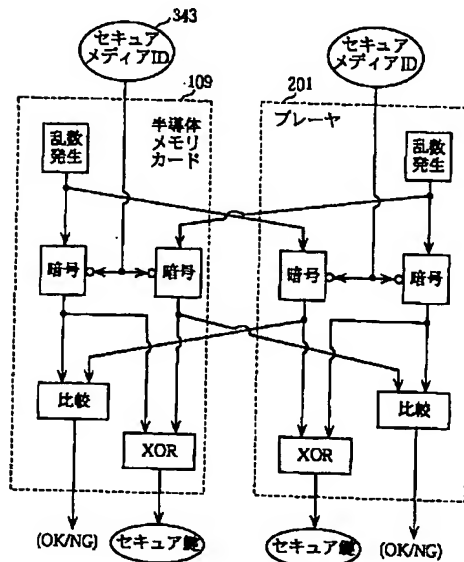 343
セキュア
メディアID
セキュア
メディアID
109
201
半導体
メモリ
カード
プレーヤ
乱数
発生
乱数
発生
暗号
暗号
暗号
暗号
比較
比較
XOR
XOR
(OK/NG)
セキュア鍵
セキュア鍵
(OK/NG)